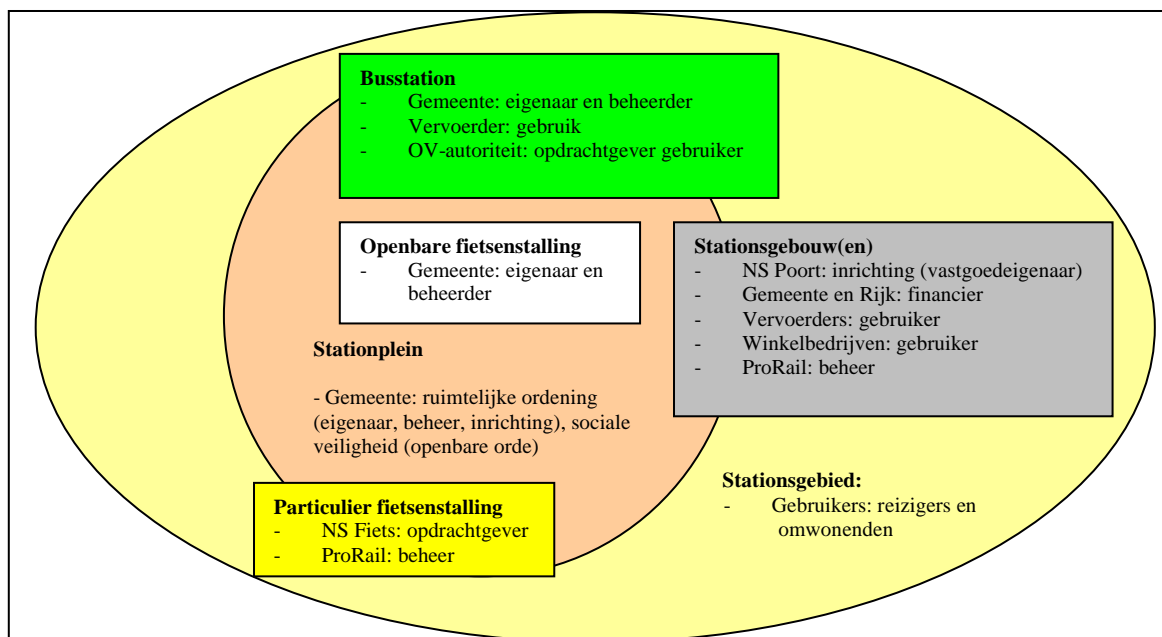 Busstation
- Gemeente: eigenaar en beheerder
- Vervoerder: gebruik
- OV-autoriteit: opdrachtgever gebruiker
Openbare fietsenstalling
- Gemeente: eigenaar en
beheerder
Stationsgebouw(en)
- NS Poort: inrichting (vastgoedeigenaar)
- Gemeente en Rijk: financier
- Vervoerders: gebruiker
- Winkelbedrijven: gebruiker
- ProRail: beheer
Stationplein
- Gemeente: ruimtelijke ordening
(eigenaar, beheer, inrichting), sociale
veiligheid (openbare orde)
Particulier fietsenstalling
- NS Fiets: opdrachtgever
- ProRail: beheer
Stationsgebied:
- Gebruikers: reizigers en
omwonenden